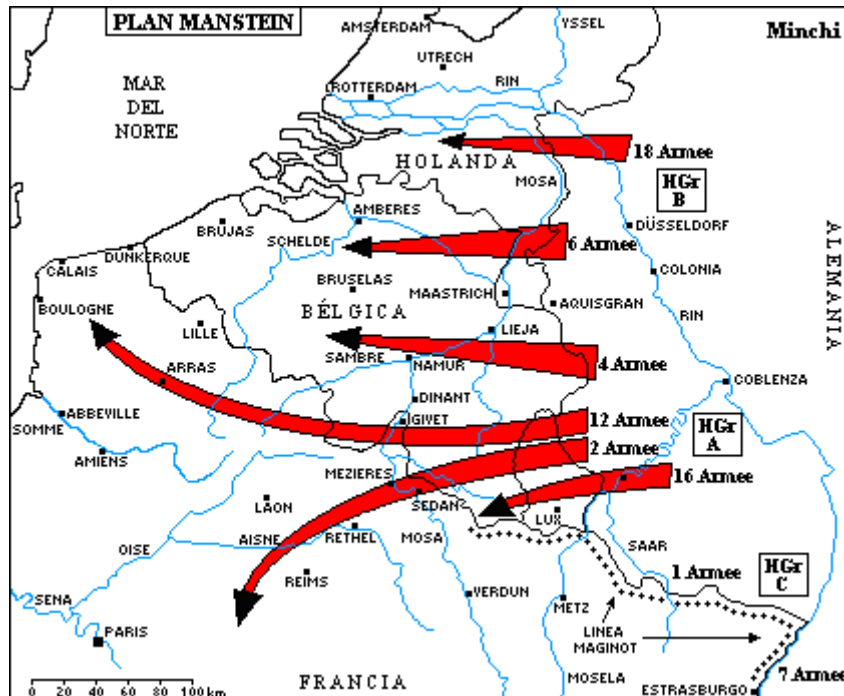 PLAN MANSTEIN
AMSTERDAM
YSSEL
Minchi
UTRECH
MAR
DEL
NORTE
RIN
ROTTERDAM
18 Armee
HOLANDA
MOSA
HGr
B
AMBERES
BRUJAS
DÜSSELDORF
SCHELDE
6 Armee
DUNKERQUE
CALAIS
COLONIA
ALEMANIA
BRUSELAS
MAASTRICH
AQUISGRAN
BOULOGNE
BÉLGICA
RIN
LILLE
LIEJA
SAMBRE
NAMUR
4 Armee
ARRAS
COBLENZA
DINANT
ABBEVILLE
GIVET
12 Armee
SOMME
HGr
A
2 Armee
AMIENS
MEZIERES
16 Armee
LAON
SEDAN
LUX
AISNE
RETHEL
MOSA
OISE
SAAR
REIMS
1 Armee
HGr
C
SENA
VERDUN
METZ
PARIS
LINEA
MAGINOT
FRANCIA
MOSELA
7 Armee
ESTRASBURGO
0 20 40 60 80 100 km